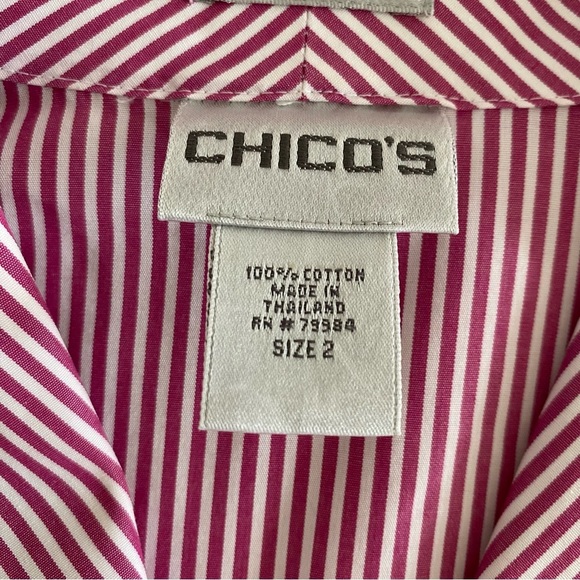 CHICO'S
100% COTTON
MADE IN
THAILAND
RN # 79984
SIZE 2